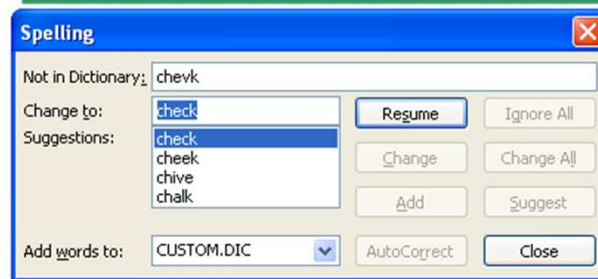 Spelling
Not in Dictionary: chevk
Change to: check Resume Ignore All
Suggestions: check
cheek Change Change All
chive
chalk Add Suggest
Add words to: CUSTOM.DIC AutoCorrect Close